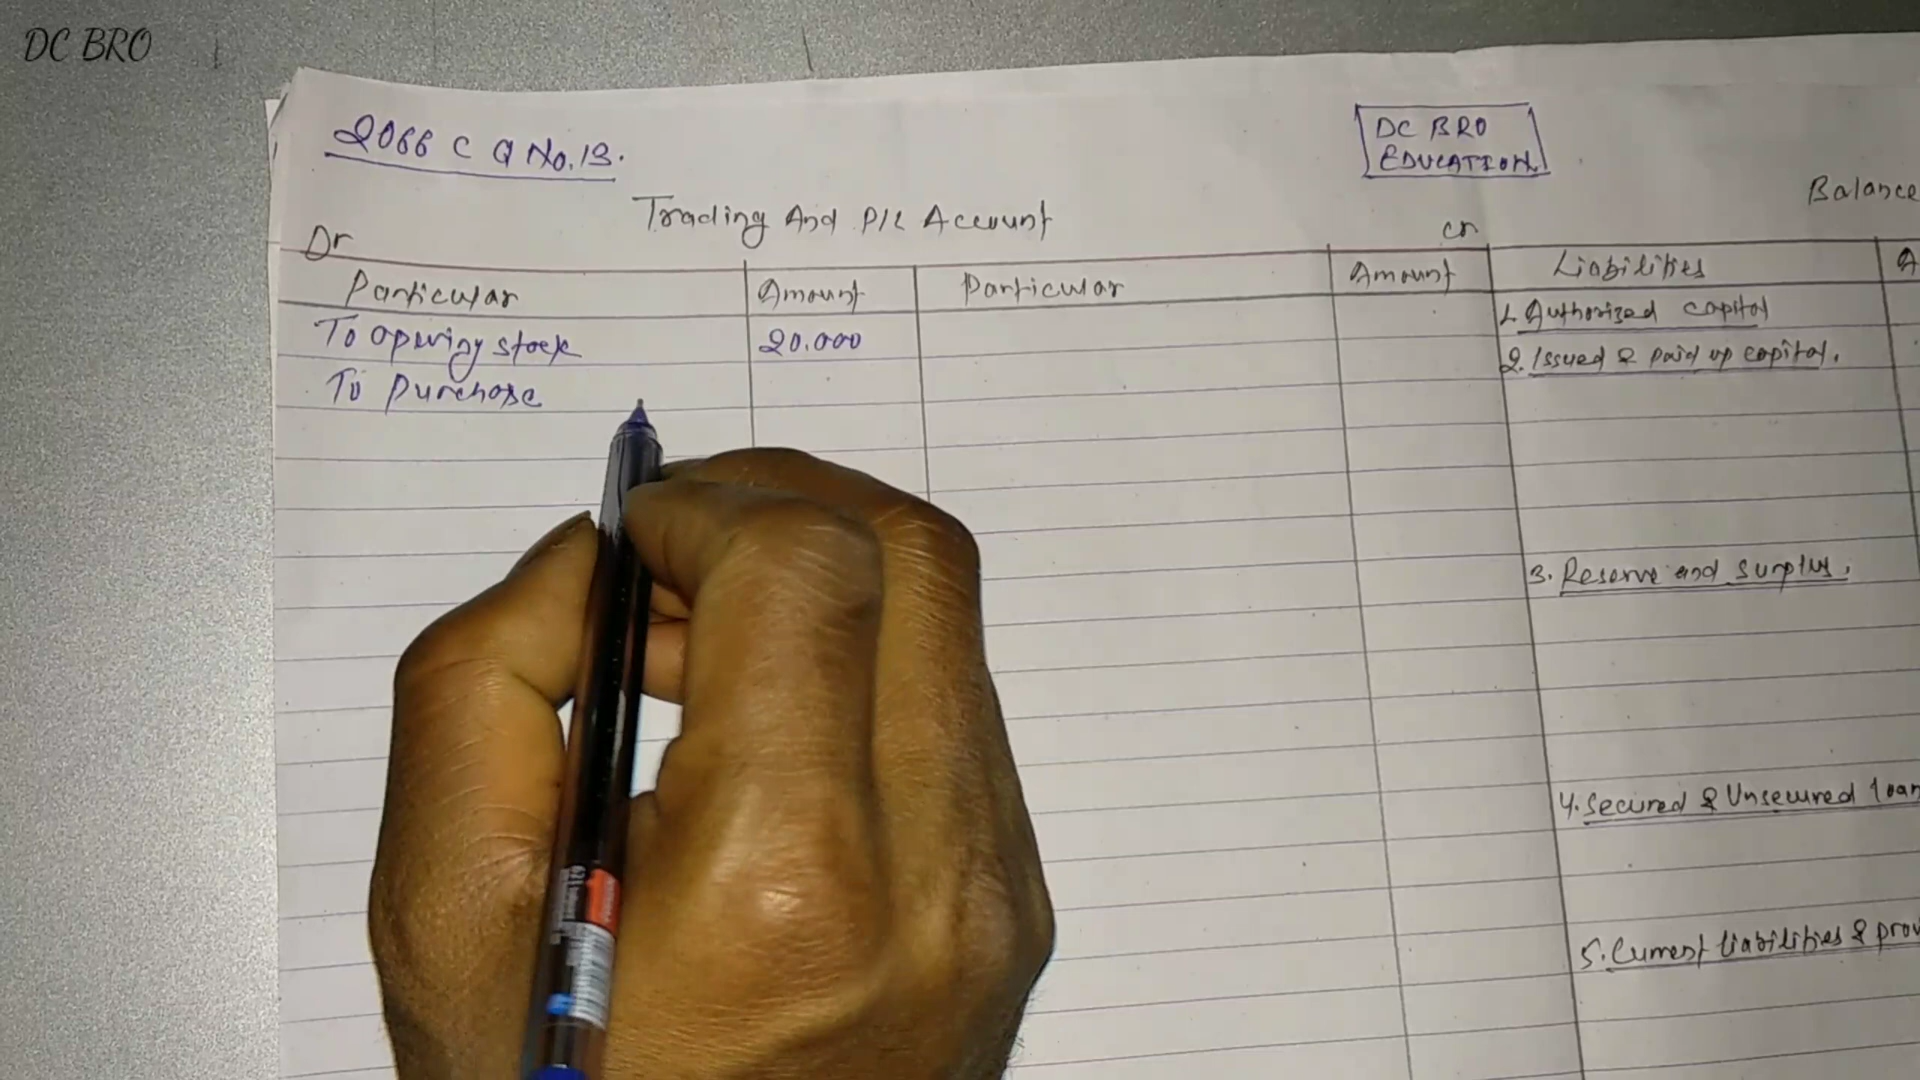 DC BRO
2066 C Q No.13.
DC BRO
EDUCATION
Trading And P/L Account
Dr
Cr
Particular Amount Particular Amount
To opening stock 20.000
To purchase
Balance
Liabilities A
1. Authorized capital
2. Issued & paid up capital.
3. Reserve and surplus.
4. Secured & Unsecured loan
5. Current liabilities & prov